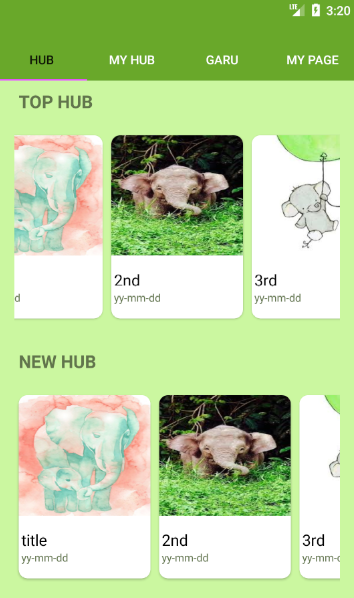 LTE 3:20
HUB MY HUB GARU MY PAGE
TOP HUB
2nd 3rd
d yy-mm-dd yy-mm-dd
NEW HUB
title 2nd 3rd
yy-mm-dd yy-mm-dd yy-mm-dd